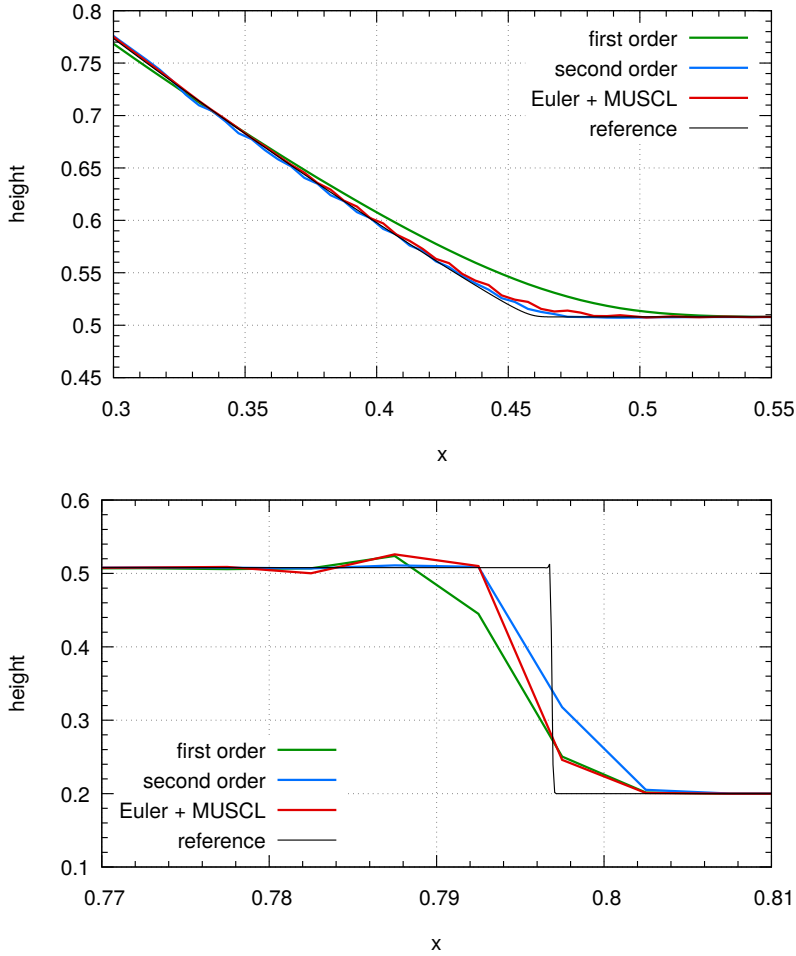 0.8
0.75
0.7
0.65
0.6
0.55
0.5
0.45
height
first order
second order
Euler + MUSCL
reference
0.3 0.35 0.4 0.45 0.5 0.55
x
0.6
0.5
0.4
0.3
0.2
0.1
height
first order
second order
Euler + MUSCL
reference
0.77 0.78 0.79 0.8 0.81
x